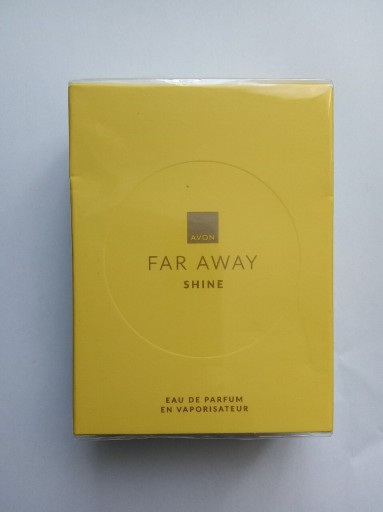 AVON
FAR AWAY
SHINE
EAU DE PARFUM
EN VAPORISATEUR